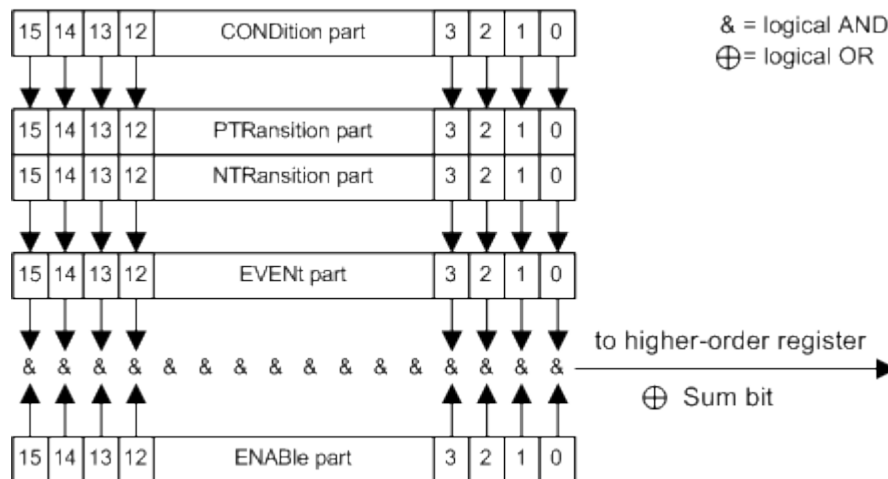 15 14 13 12 CONDition part 3 2 1 0
& = logical AND
⊕ = logical OR
15 14 13 12 PTRansition part 3 2 1 0
15 14 13 12 NTRansition part 3 2 1 0
15 14 13 12 EVENt part 3 2 1 0
to higher-order register
& & & & & & & & & & & & & & & &
⊕ Sum bit
15 14 13 12 ENABle part 3 2 1 0